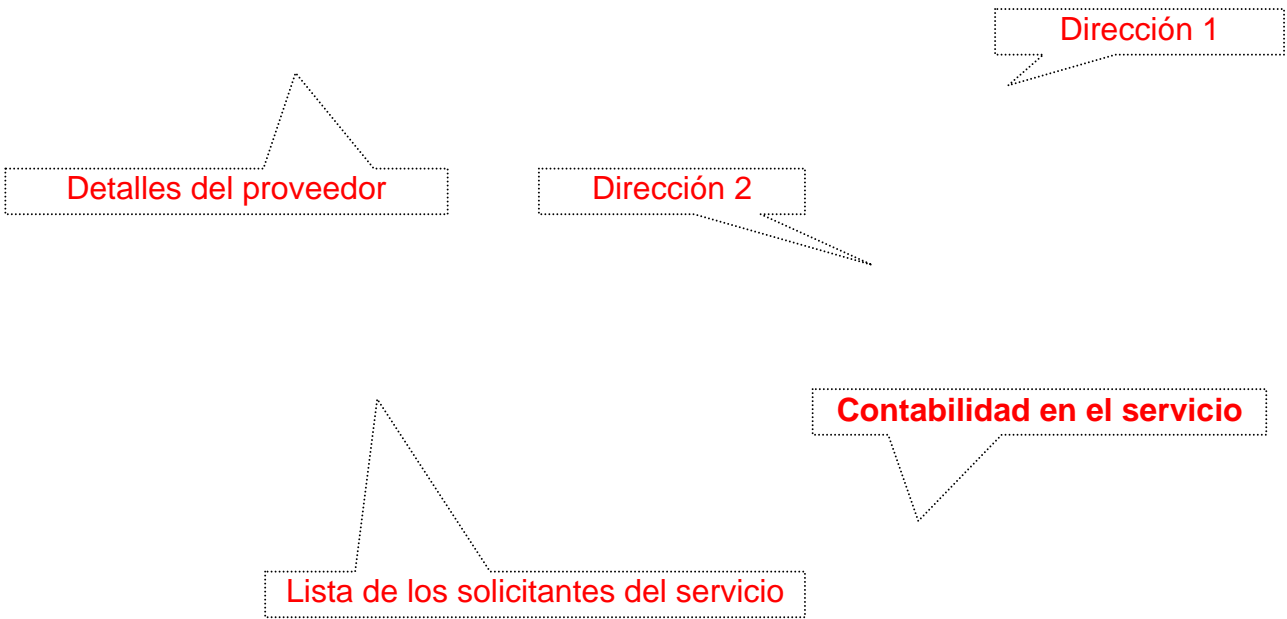 Dirección 1
Detalles del proveedor
Dirección 2
Contabilidad en el servicio
Lista de los solicitantes del servicio